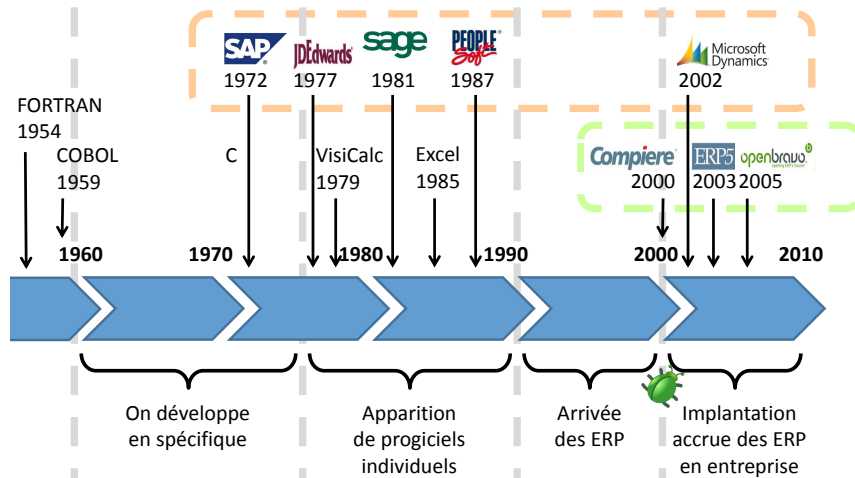 SAP
JDEdwards
sage
PEOPLE
Soft
Microsoft
Dynamics
1972
1977
1981
1987
2002
FORTRAN
1954
COBOL
1959
C
VisiCalc
1979
Excel
1985
Compiere
ERP5
openbravo
2000
2003
2005
1960
1970
1980
1990
2000
2010
On développe
en spécifique
Apparition
de progiciels
individuels
Arrivée
des ERP
Implantation
accrue des ERP
en entreprise